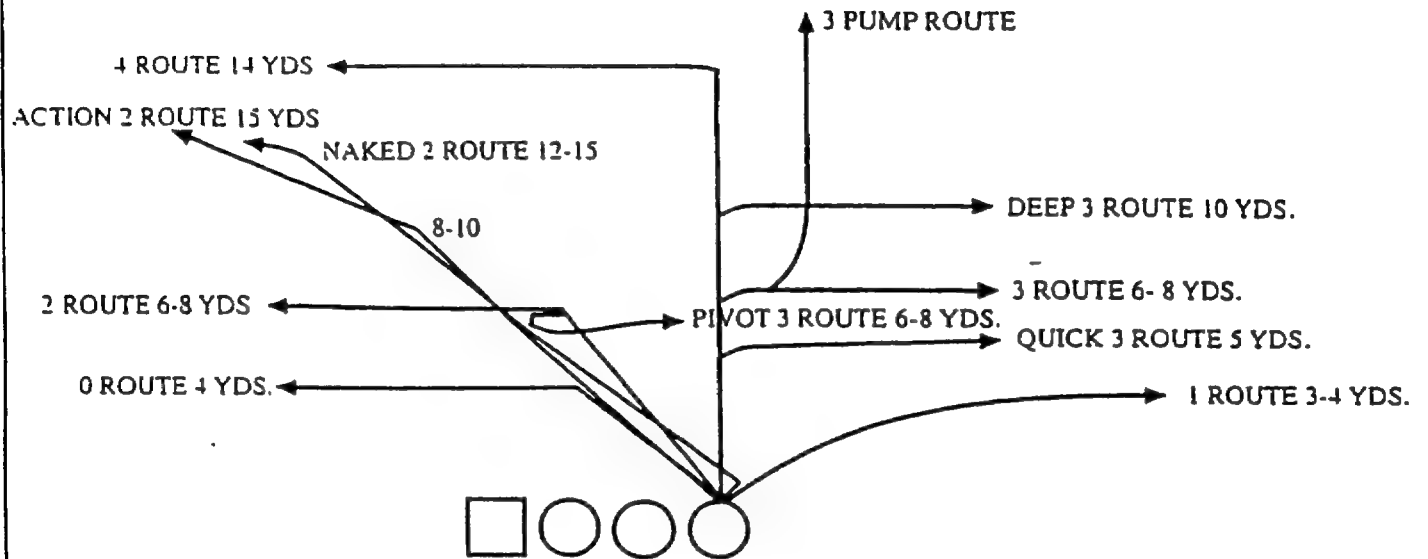 3 PUMP ROUTE
4 ROUTE 14 YDS
ACTION 2 ROUTE 15 YDS
NAKED 2 ROUTE 12-15
DEEP 3 ROUTE 10 YDS.
8-10
3 ROUTE 6- 8 YDS.
2 ROUTE 6-8 YDS
PIVOT 3 ROUTE 6-8 YDS.
QUICK 3 ROUTE 5 YDS.
0 ROUTE 4 YDS.
1 ROUTE 3-4 YDS.